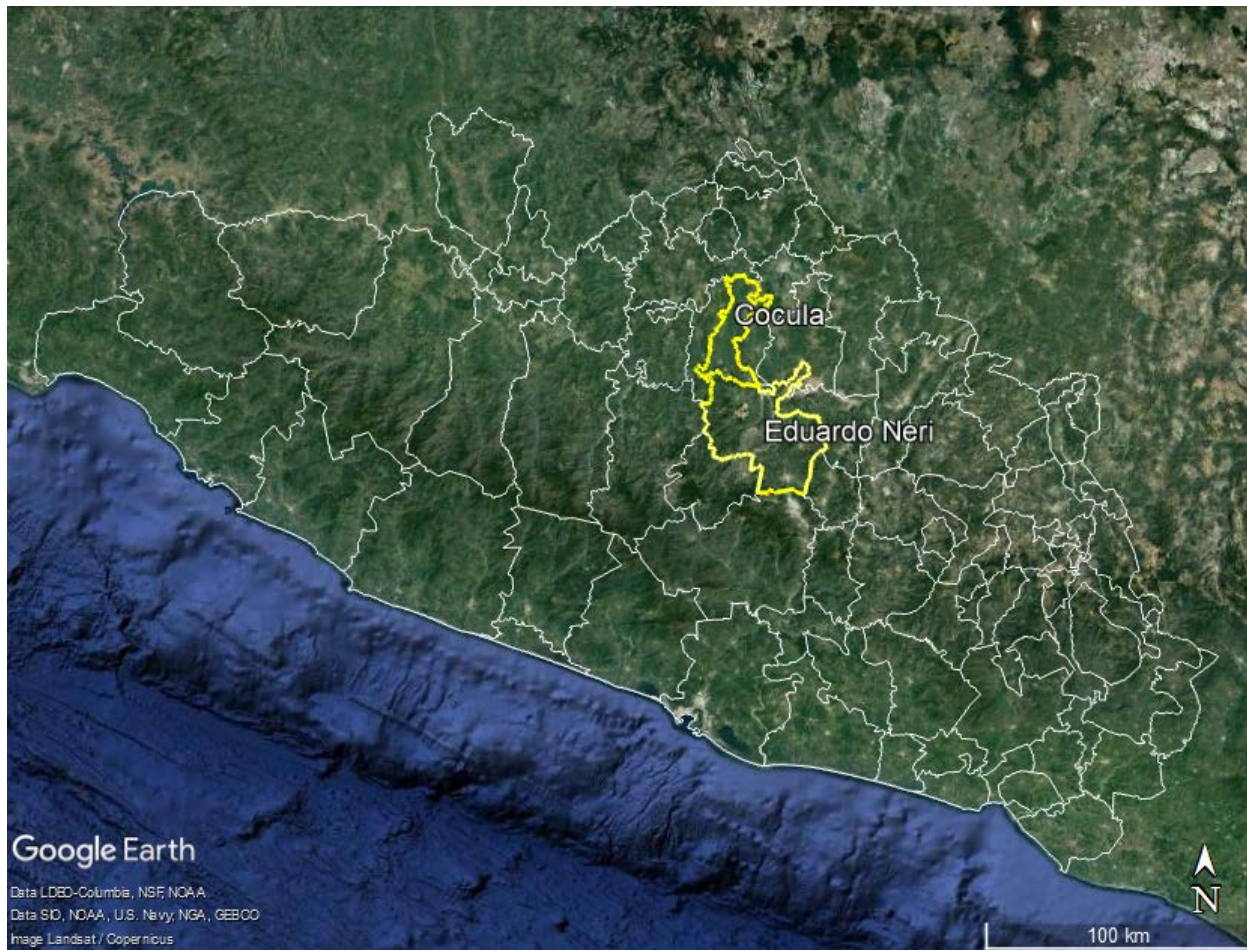 Cocula
Eduardo Neri
Google Earth
Data LDEO-Columbia, NSF, NOAA
Data SIO, NOAA, U.S. Navy, NGA, GEBCO
Image Landsat / Copernicus
N
100 km